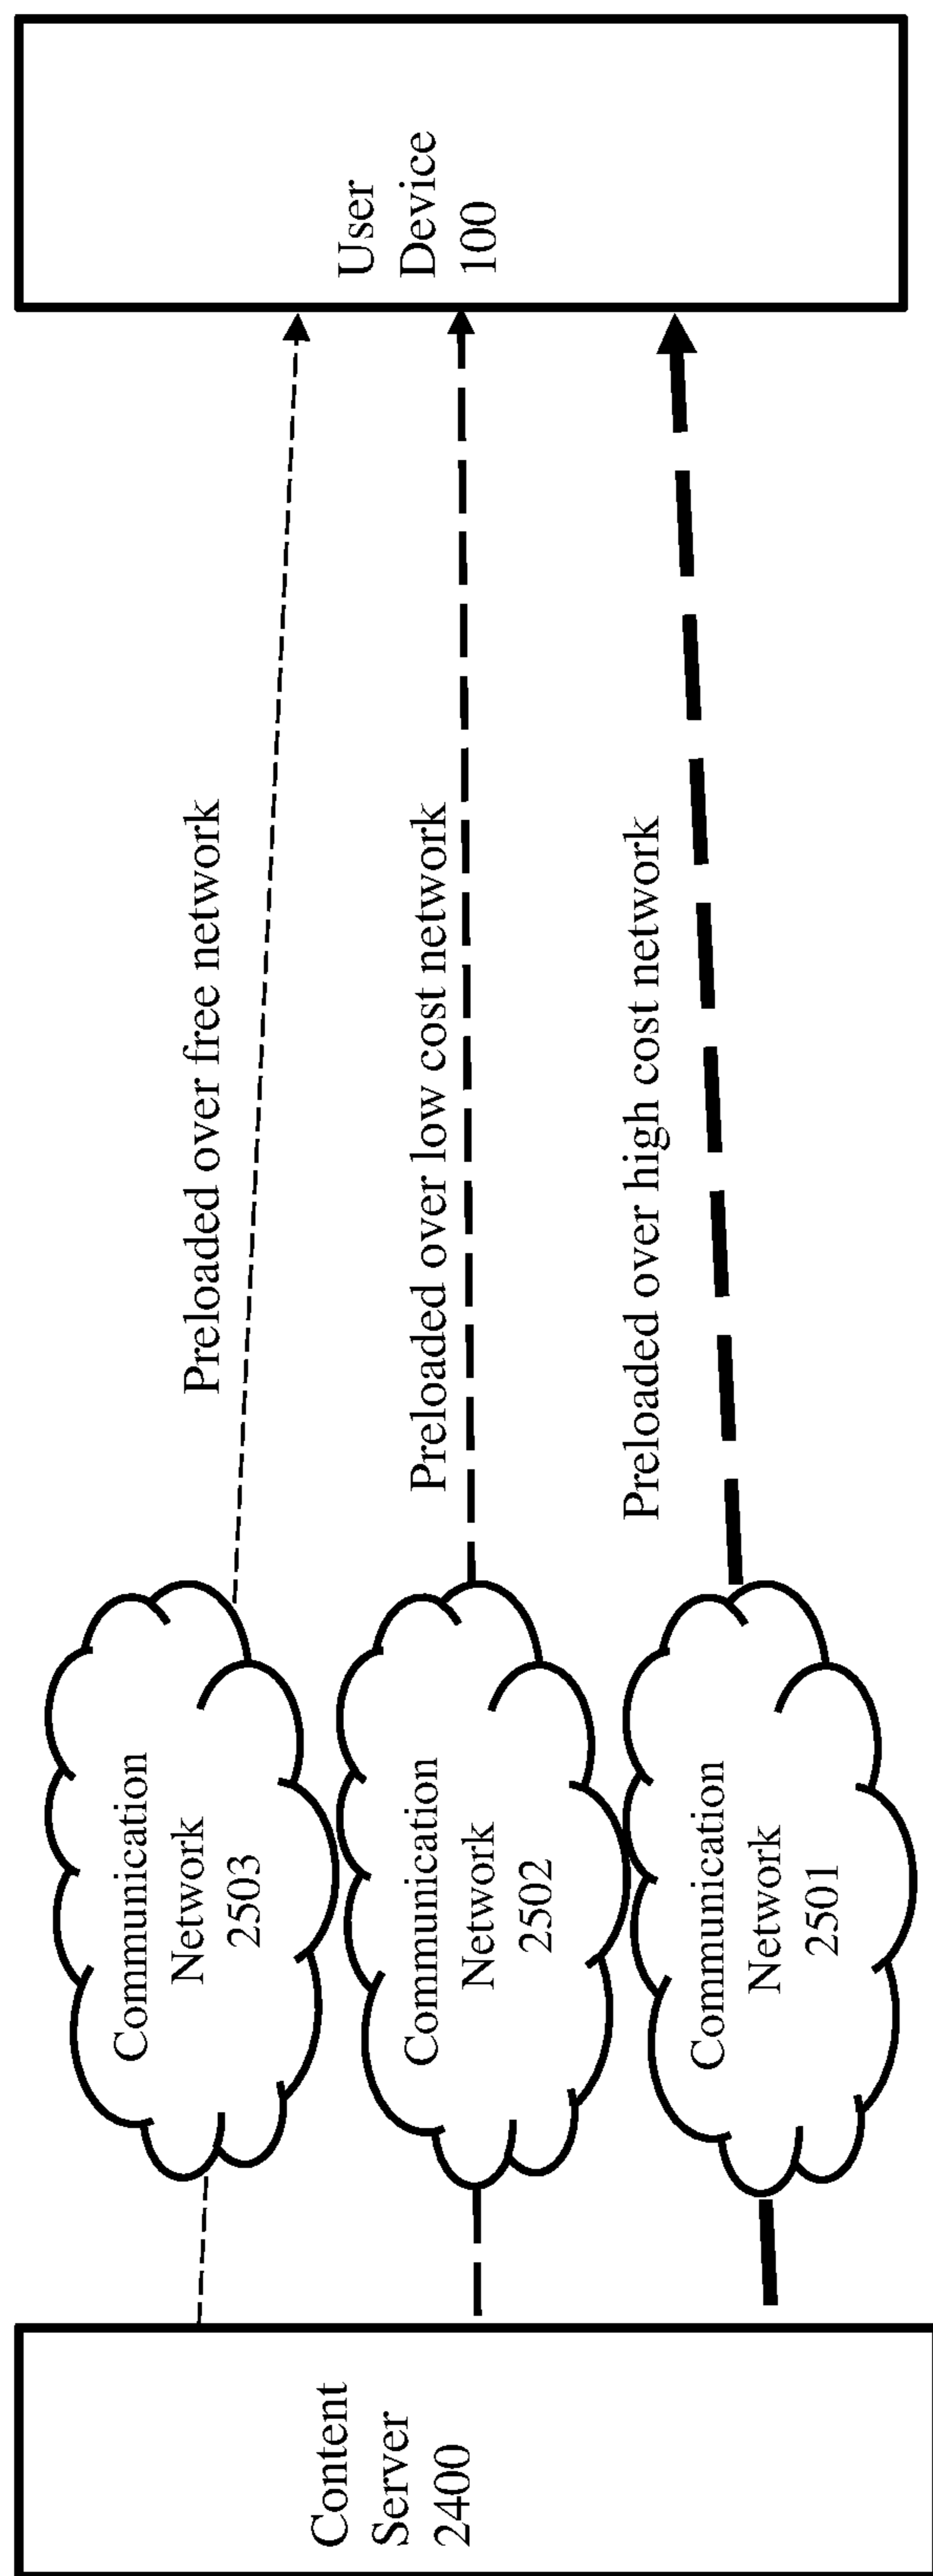 Content
Server
2400
Communication
Network
2503
Communication
Network
2502
Communication
Network
2501
Preloaded over free network
Preloaded over low cost network
Preloaded over high cost network
User
Device
100